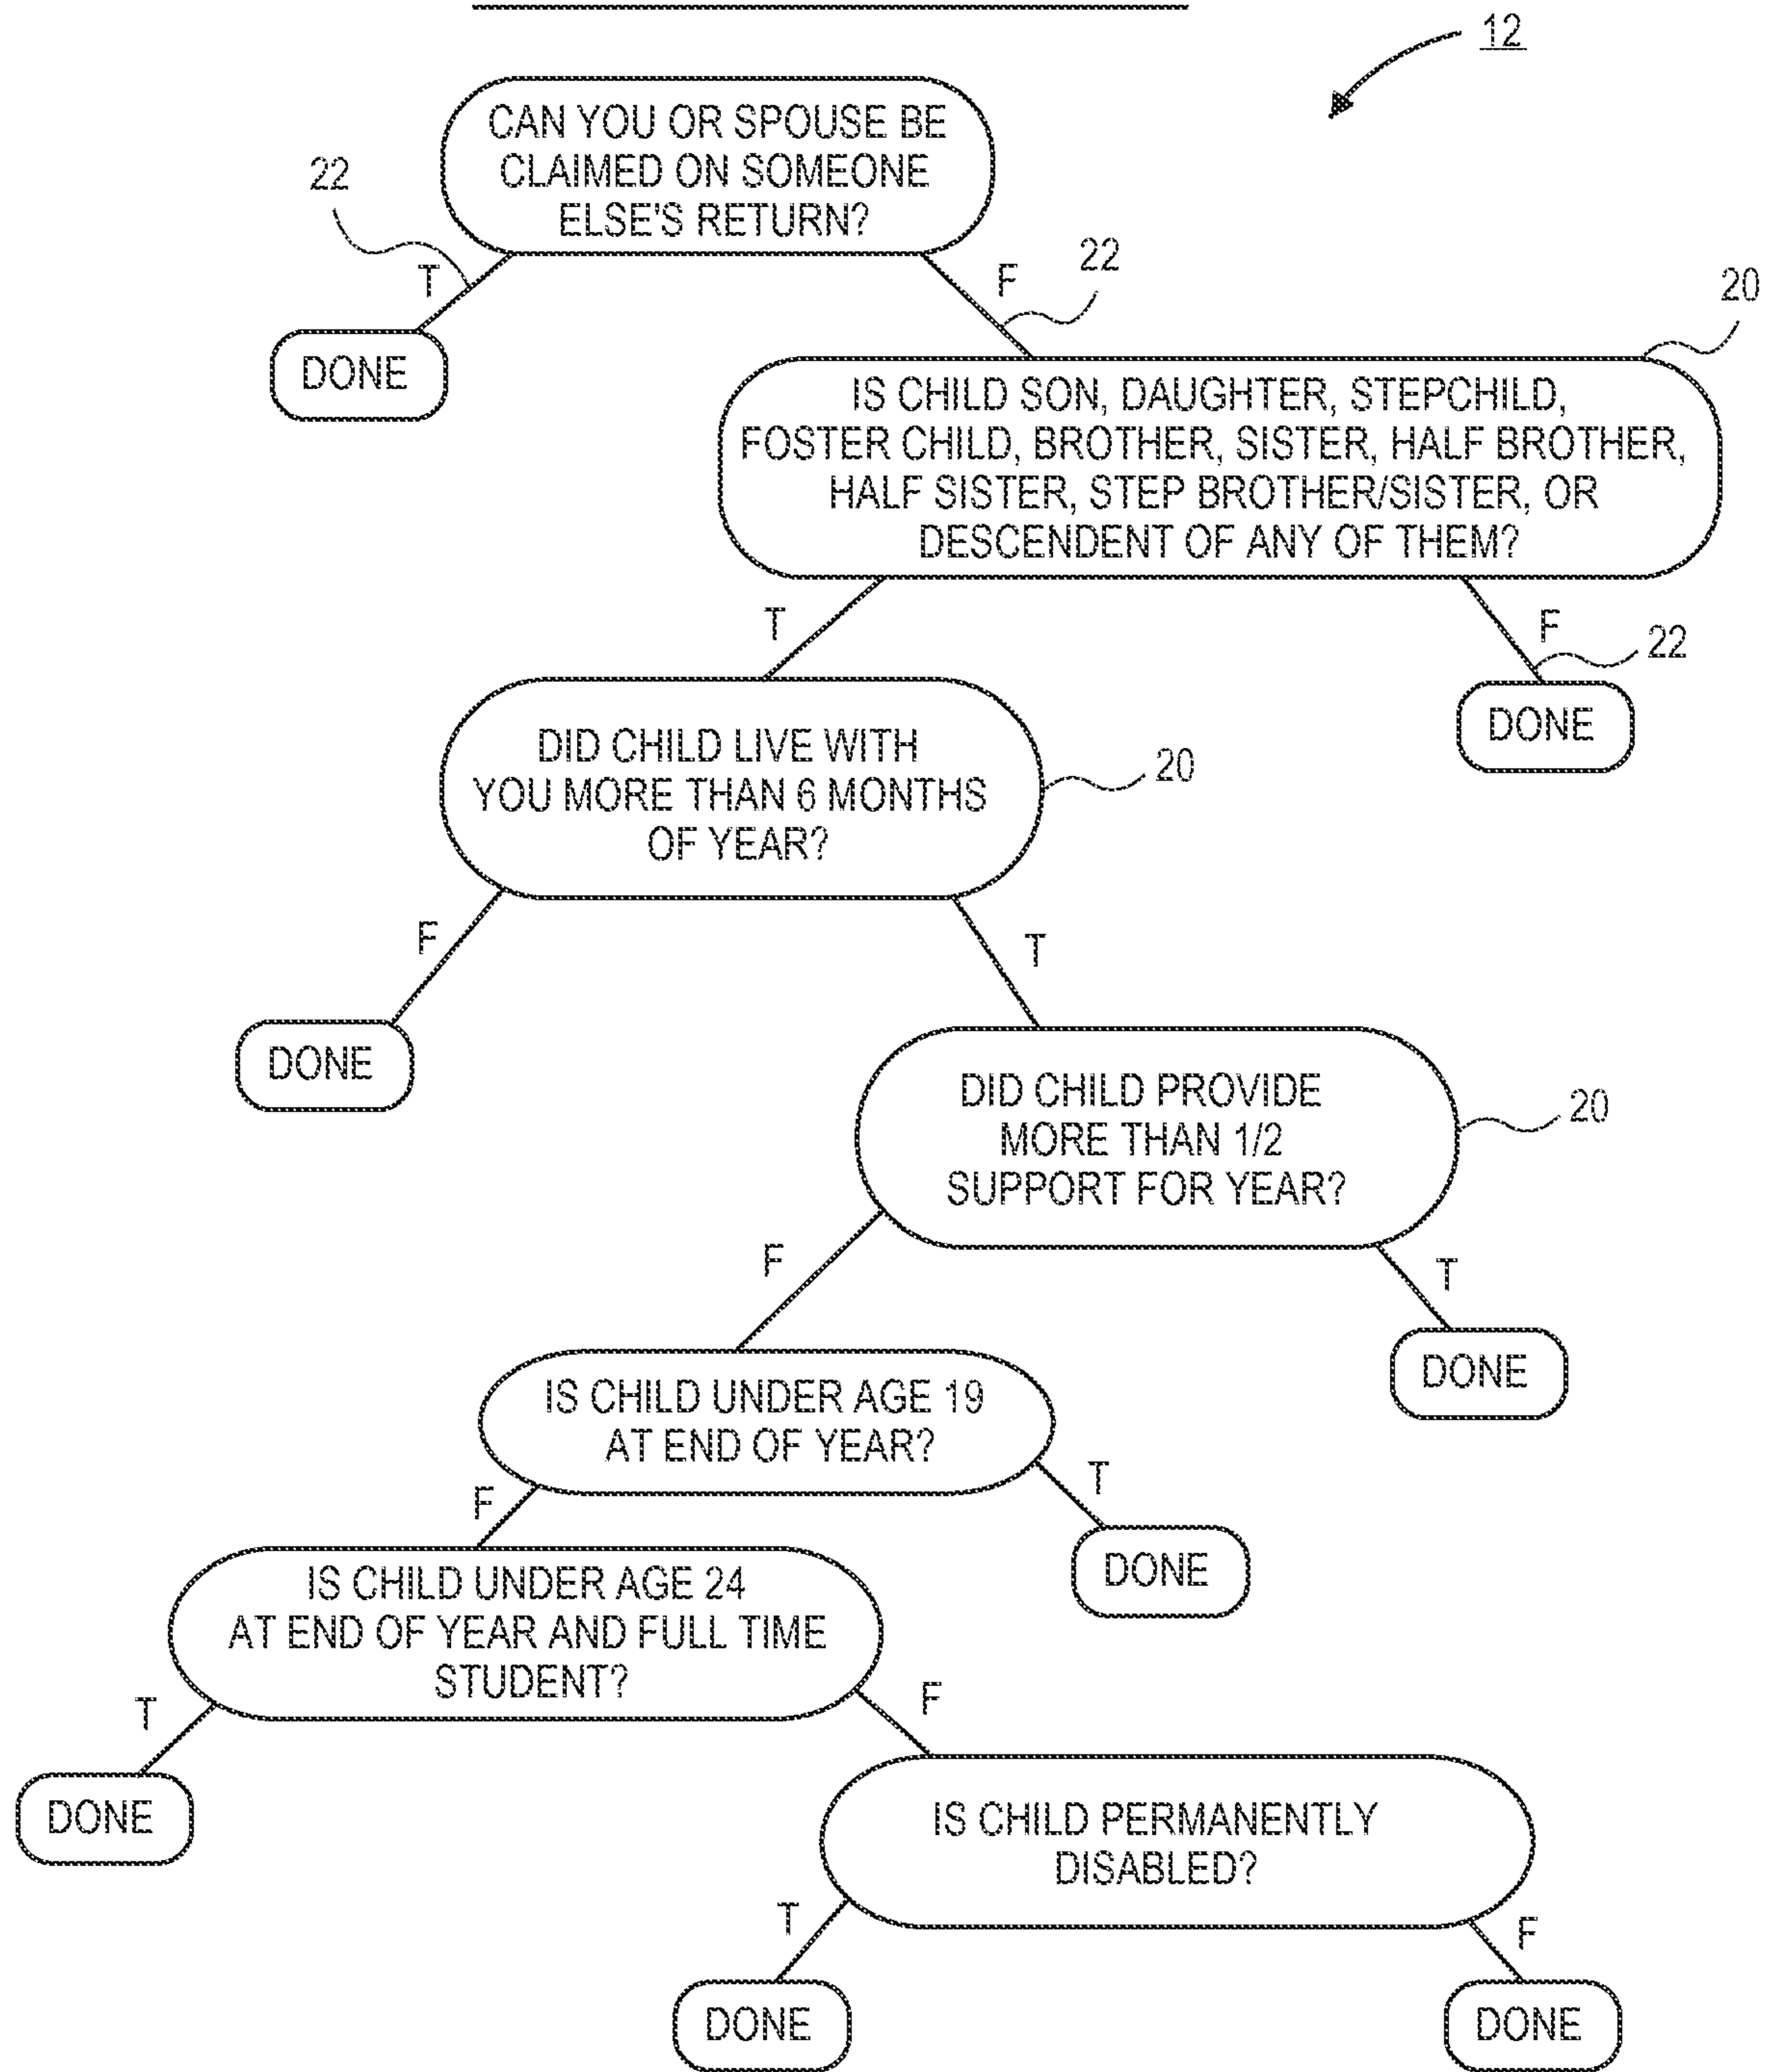 12
CAN YOU OR SPOUSE BE
CLAIMED ON SOMEONE
ELSE'S RETURN?
22
T
F
22
20
DONE
IS CHILD SON, DAUGHTER, STEPCHILD,
FOSTER CHILD, BROTHER, SISTER, HALF BROTHER,
HALF SISTER, STEP BROTHER/SISTER, OR
DESCENDENT OF ANY OF THEM?
T
F
22
DONE
DID CHILD LIVE WITH
YOU MORE THAN 6 MONTHS
OF YEAR?
20
F
T
DONE
DID CHILD PROVIDE
MORE THAN 1/2
SUPPORT FOR YEAR?
20
F
T
DONE
IS CHILD UNDER AGE 19
AT END OF YEAR?
F
T
DONE
IS CHILD UNDER AGE 24
AT END OF YEAR AND FULL TIME
STUDENT?
T
F
DONE
IS CHILD PERMANENTLY
DISABLED?
T
F
DONE
DONE